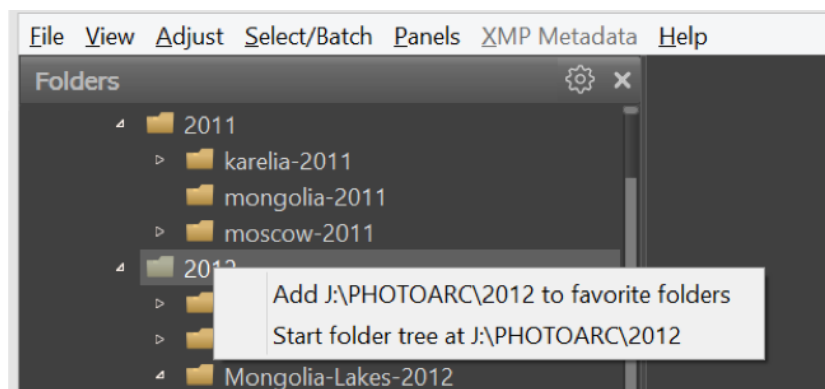 File View Adjust Select/Batch Panels XMP Metadata Help
Folders
2011
karelia-2011
mongolia-2011
moscow-2011
2012
Add J:\PHOTOARC\2012 to favorite folders
Start folder tree at J:\PHOTOARC\2012
Mongolia-Lakes-2012